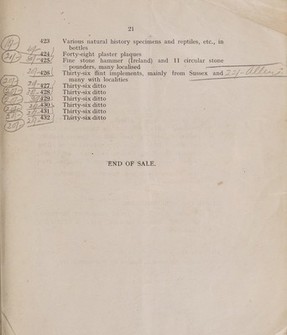 21
423 Various natural history specimens and reptiles, etc., in
bottles
424 Forty-eight plaster plaques
425 Fine stone hammer (Ireland) and 11 circular stone
pounders, many localised
426 Thirty-six flint implements, mainly from Sussex and
many with localities
427 Thirty-six ditto
428 Thirty-six ditto
429 Thirty-six ditto
430 Thirty-six ditto
431 Thirty-six ditto
432 Thirty-six ditto
END OF SALE.